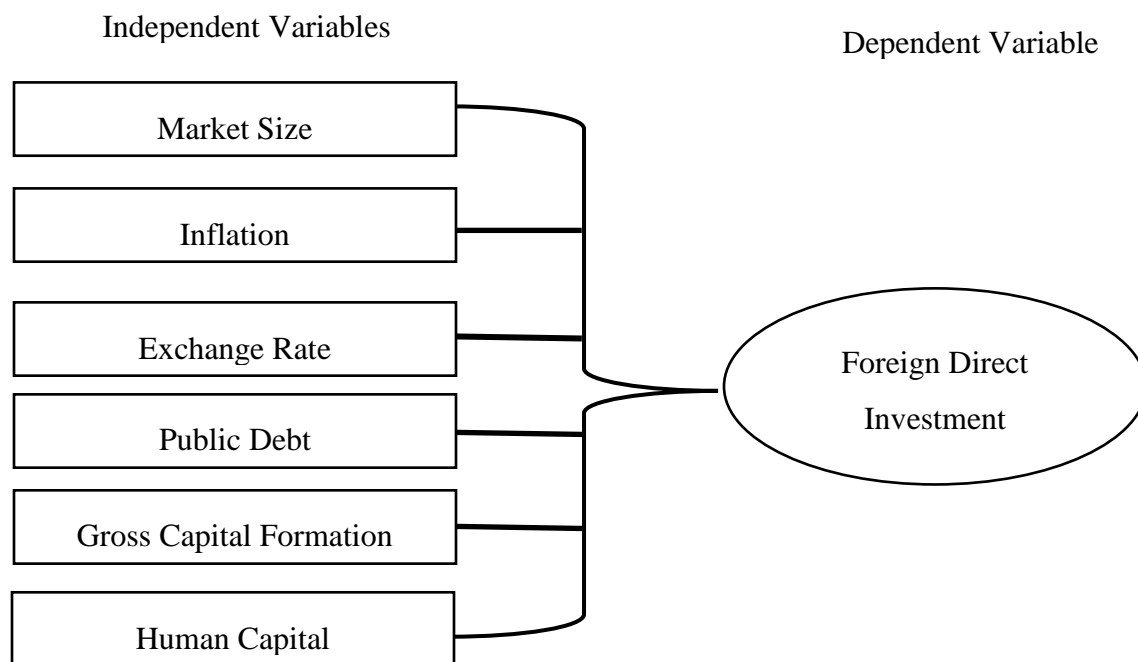 Independent Variables
Dependent Variable
Market Size
Inflation
Exchange Rate
Public Debt
Gross Capital Formation
Human Capital
Foreign Direct
Investment